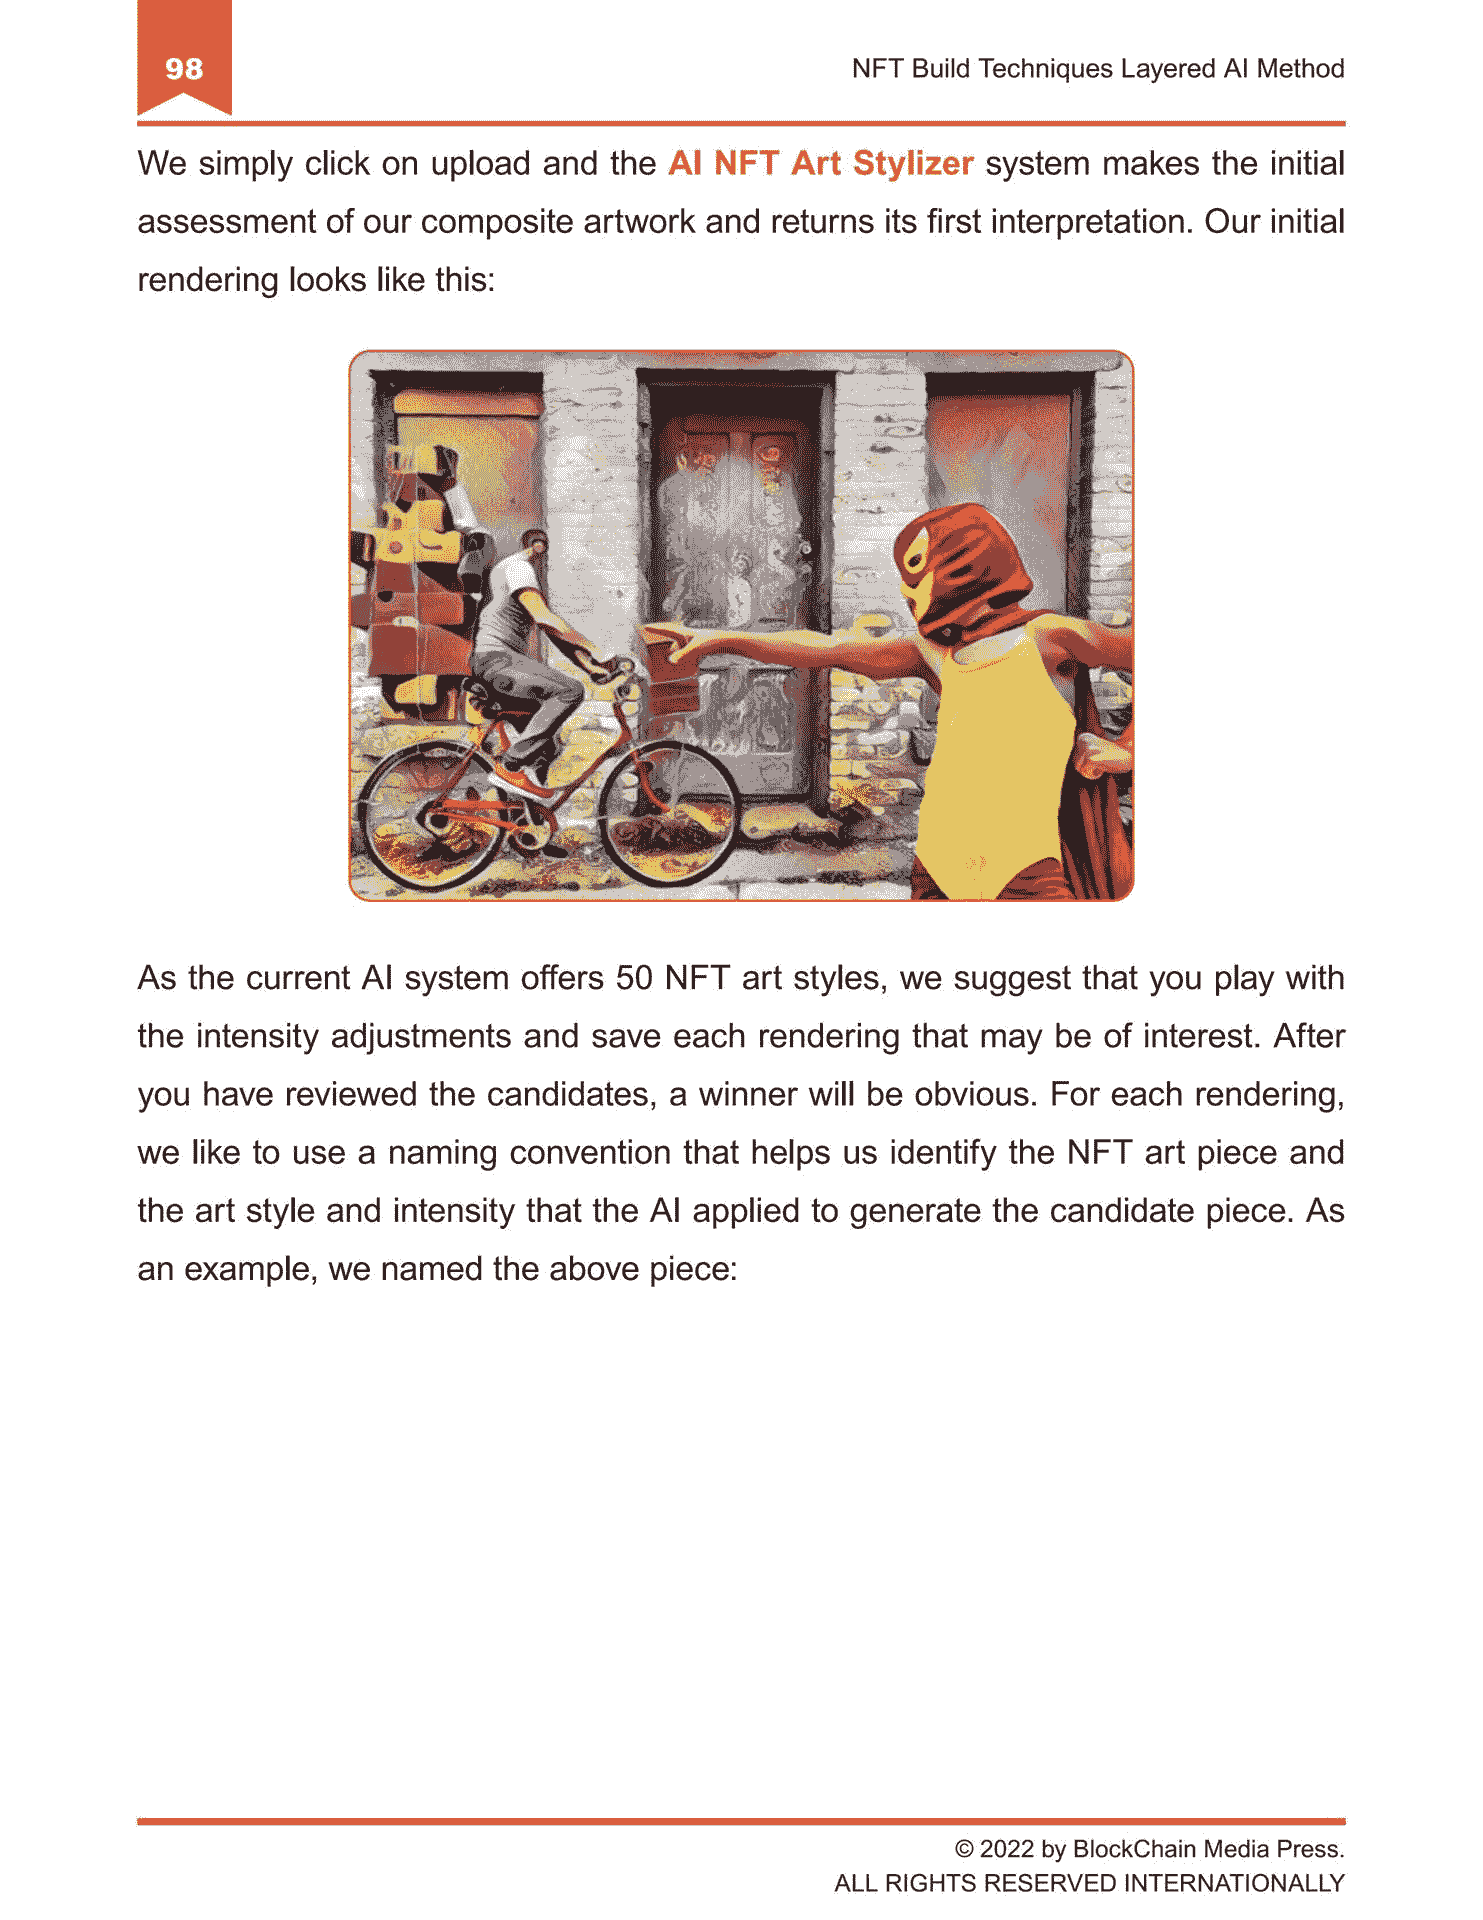 98
NFT Build Techniques Layered AI Method
We simply click on upload and the AI NFT Art Stylizer system makes the initial
assessment of our composite artwork and returns its first interpretation. Our initial
rendering looks like this:
As the current AI system offers 50 NFT art styles, we suggest that you play with
the intensity adjustments and save each rendering that may be of interest. After
you have reviewed the candidates, a winner will be obvious. For each rendering,
we like to use a naming convention that helps us identify the NFT art piece and
the art style and intensity that the AI applied to generate the candidate piece. As
an example, we named the above piece:
© 2022 by BlockChain Media Press.
ALL RIGHTS RESERVED INTERNATIONALLY